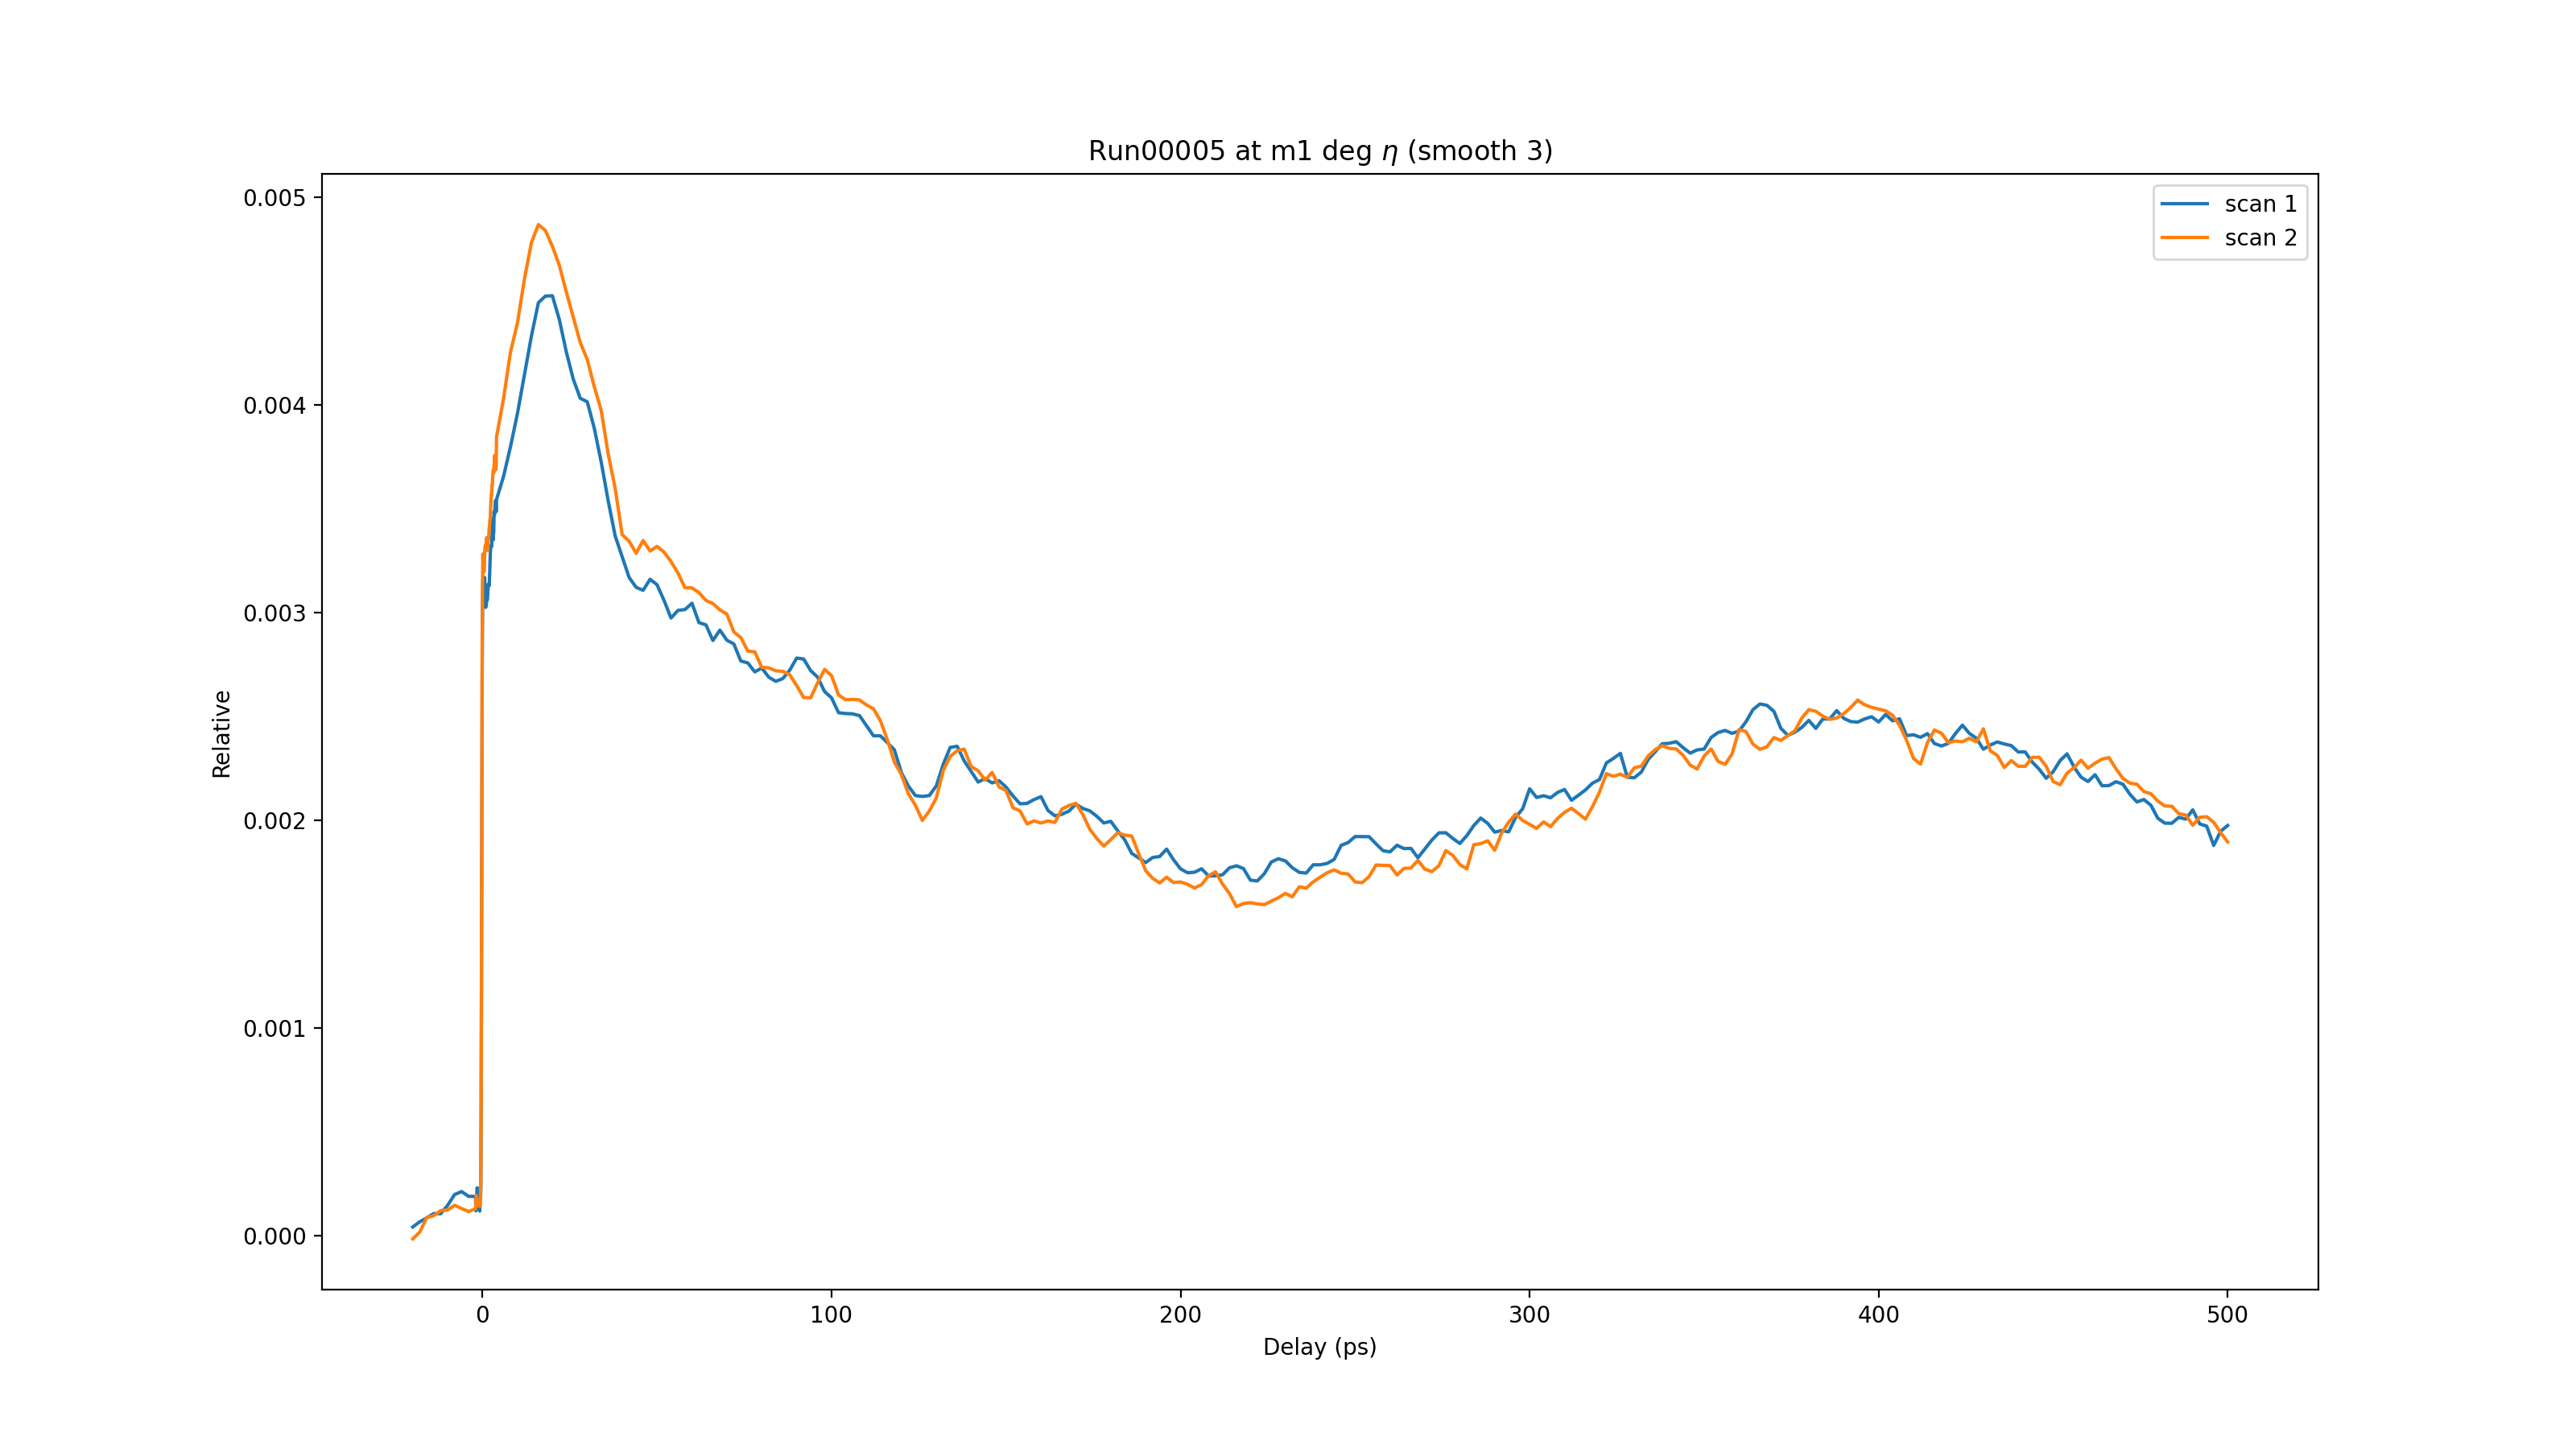 Run00005 at m1 deg η (smooth 3)
scan 1
scan 2
0.005
0.004
0.003
0.002
0.001
0.000
Relative
0 100 200 300 400 500
Delay (ps)